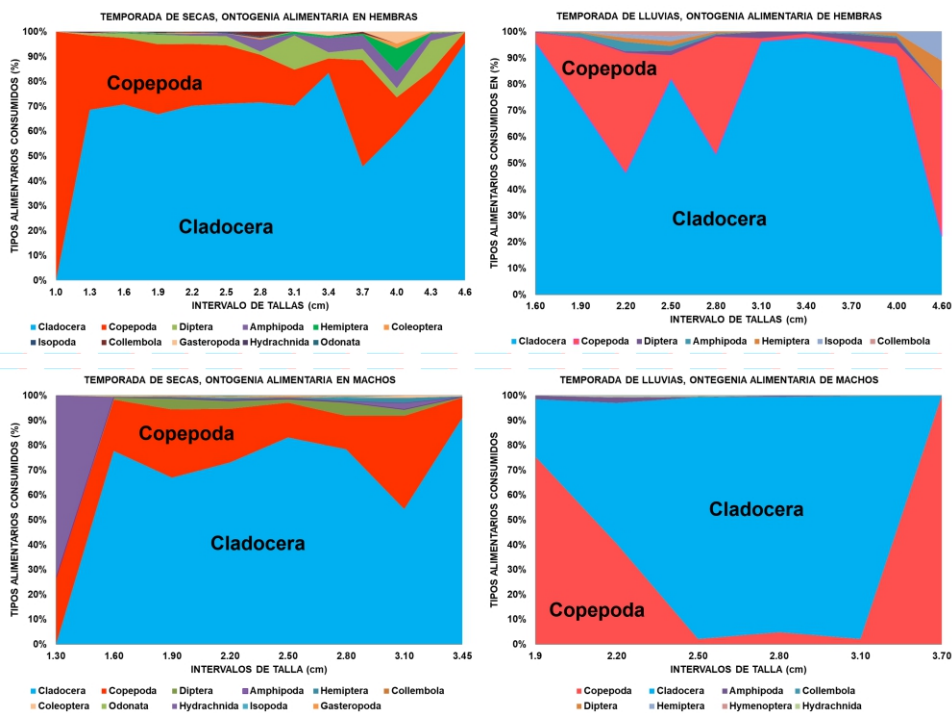 TEMPORADA DE SECAS, ONTOGENIA ALIMENTARIA EN HEMBRAS
TIPOS ALIMENTARIOS CONSUMIDOS (%)
100%
90%
80%
70%
60%
50%
40%
30%
20%
10%
0%
Copepoda
Cladocera
1.0 1.3 1.6 1.9 2.2 2.5 2.8 3.1 3.4 3.7 4.0 4.3 4.6
INTERVALO DE TALLAS (cm)
Cladocera Copepoda Diptera Amphipoda Hemiptera Coleoptera
Isopoda Collembola Gasteropoda Hydrachnida Odonata
TEMPORADA DE LLUVIAS, ONTOGENIA ALIMENTARIA DE HEMBRAS
TIPOS ALIMENTARIOS CONSUMIDOS EN (%)
100%
90%
80%
70%
60%
50%
40%
30%
20%
10%
0%
Copepoda
Cladocera
1.60 1.90 2.20 2.50 2.80 3.10 3.40 3.70 4.00 4.60
INTERVALO DE TALLAS (cm)
Cladocera Copepoda Diptera Amphipoda Hemiptera Isopoda Collembola
TEMPORADA DE SECAS, ONTOGENIA ALIMENTARIA EN MACHOS
TIPOS ALIMENTARIOS CONSUMIDOS (%)
100%
90%
80%
70%
60%
50%
40%
30%
20%
10%
0%
Copepoda
Cladocera
1.30 1.60 1.90 2.20 2.50 2.80 3.10 3.45
INTERVALOS DE TALLA (cm)
Cladocera Copepoda Diptera Amphipoda Hemiptera Collembola
Coleoptera Odonata Hydrachnida Isopoda Gasteropoda
TEMPORADA DE LLUVIAS, ONTEGENIA ALIMENTARIA DE MACHOS
TIPOS ALIMENTARIOS CONSUMIDOS
100%
90%
80%
70%
60%
50%
40%
30%
20%
10%
0%
Cladocera
Copepoda
1.9 2.20 2.50 2.80 3.10 3.70
INTERVALOS DE TALLA (cm)
Copepoda Cladocera Amphipoda Collembola
Diptera Hemiptera Hymenoptera Hydrachnida